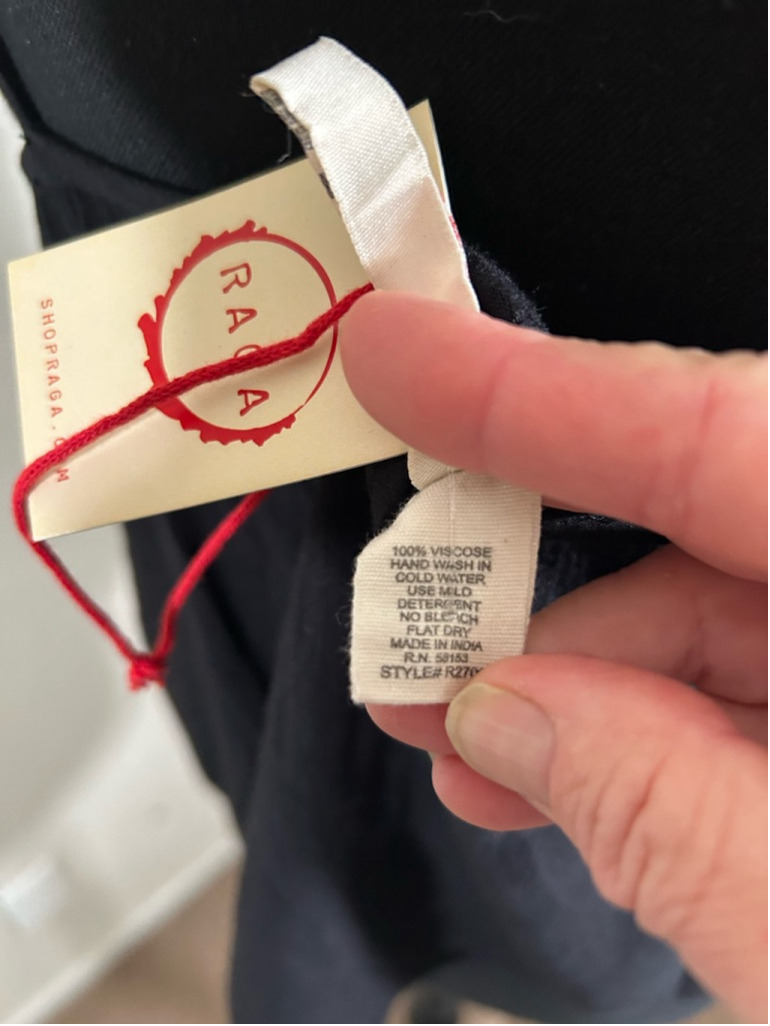 RAGA
SHOPRAGA.COM
100% VISCOSE
HAND WASH IN
COLD WATER
USE MILD
DETERGENT
NO BLEACH
FLAT DRY
MADE IN INDIA
R.N. 58153
STYLE#